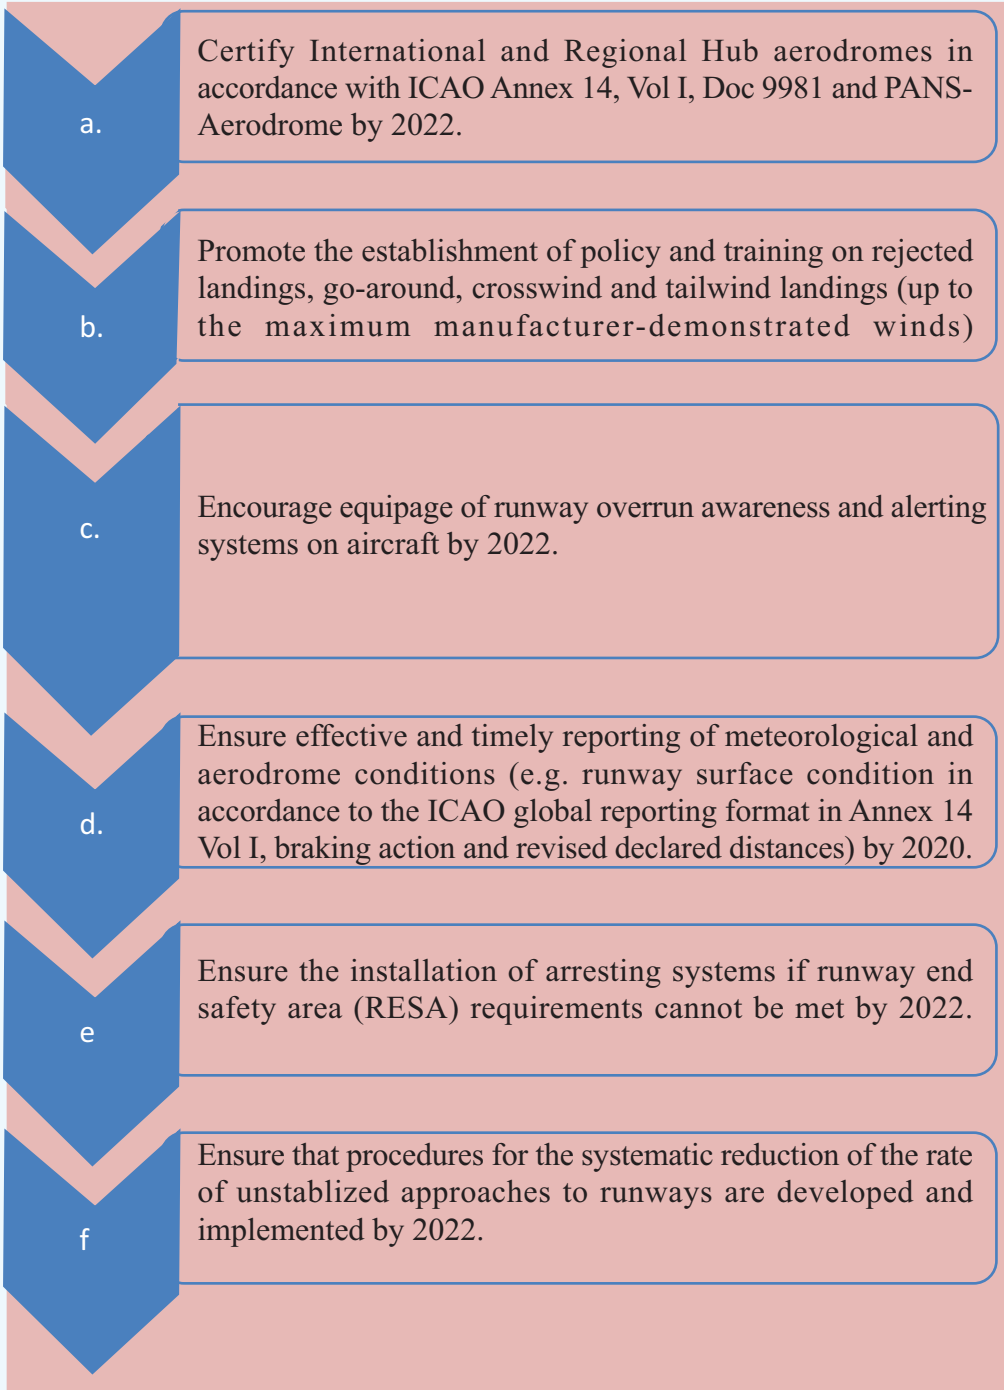 a.
Certify International and Regional Hub aerodromes in
accordance with ICAO Annex 14, Vol I, Doc 9981 and PANS-
Aerodrome by 2022.
b.
Promote the establishment of policy and training on rejected
landings, go-around, crosswind and tailwind landings (up to
the maximum manufacturer-demonstrated winds)
c.
Encourage equipage of runway overrun awareness and alerting
systems on aircraft by 2022.
d.
Ensure effective and timely reporting of meteorological and
aerodrome conditions (e.g. runway surface condition in
accordance to the ICAO global reporting format in Annex 14
Vol I, braking action and revised declared distances) by 2020.
e
Ensure the installation of arresting systems if runway end
safety area (RESA) requirements cannot be met by 2022.
f
Ensure that procedures for the systematic reduction of the rate
of unstablized approaches to runways are developed and
implemented by 2022.